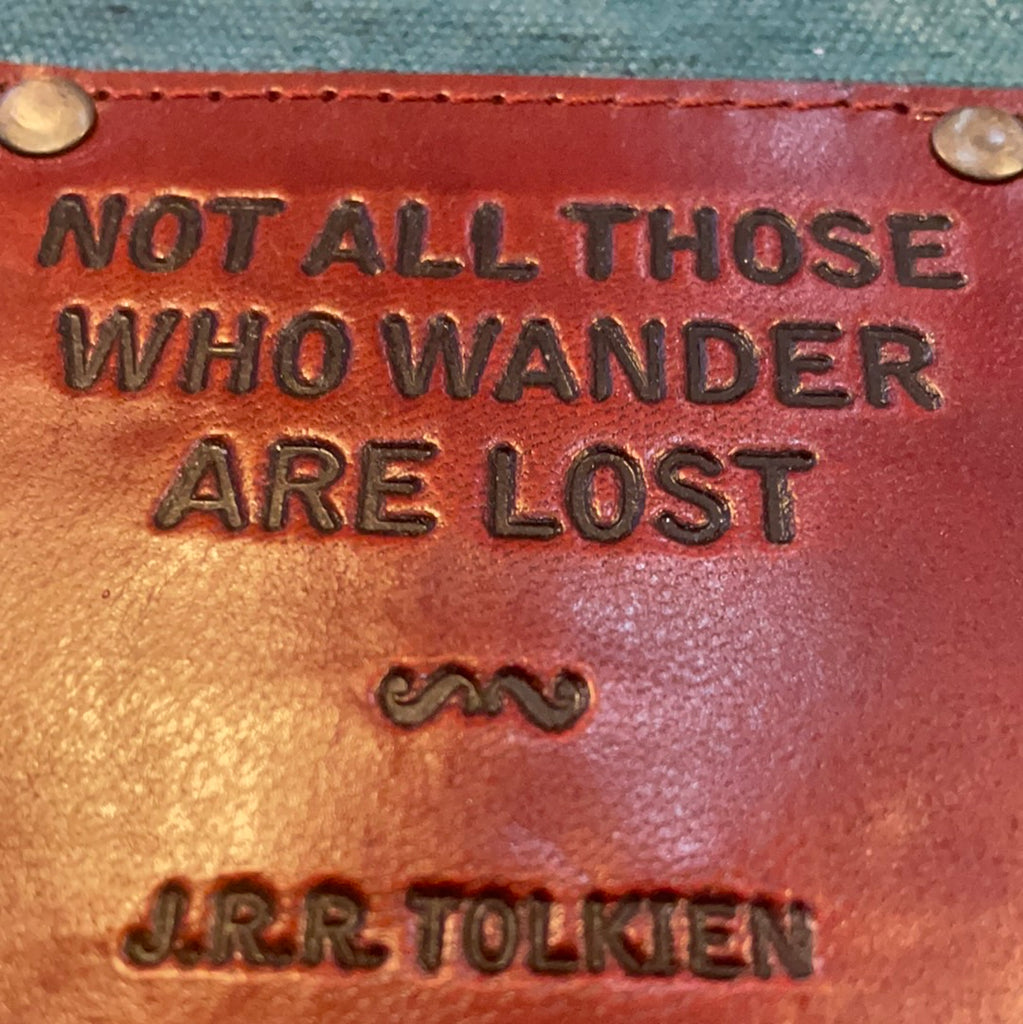 NOT ALL THOSE
WHO WANDER
ARE LOST
J.R.R. TOLKIEN